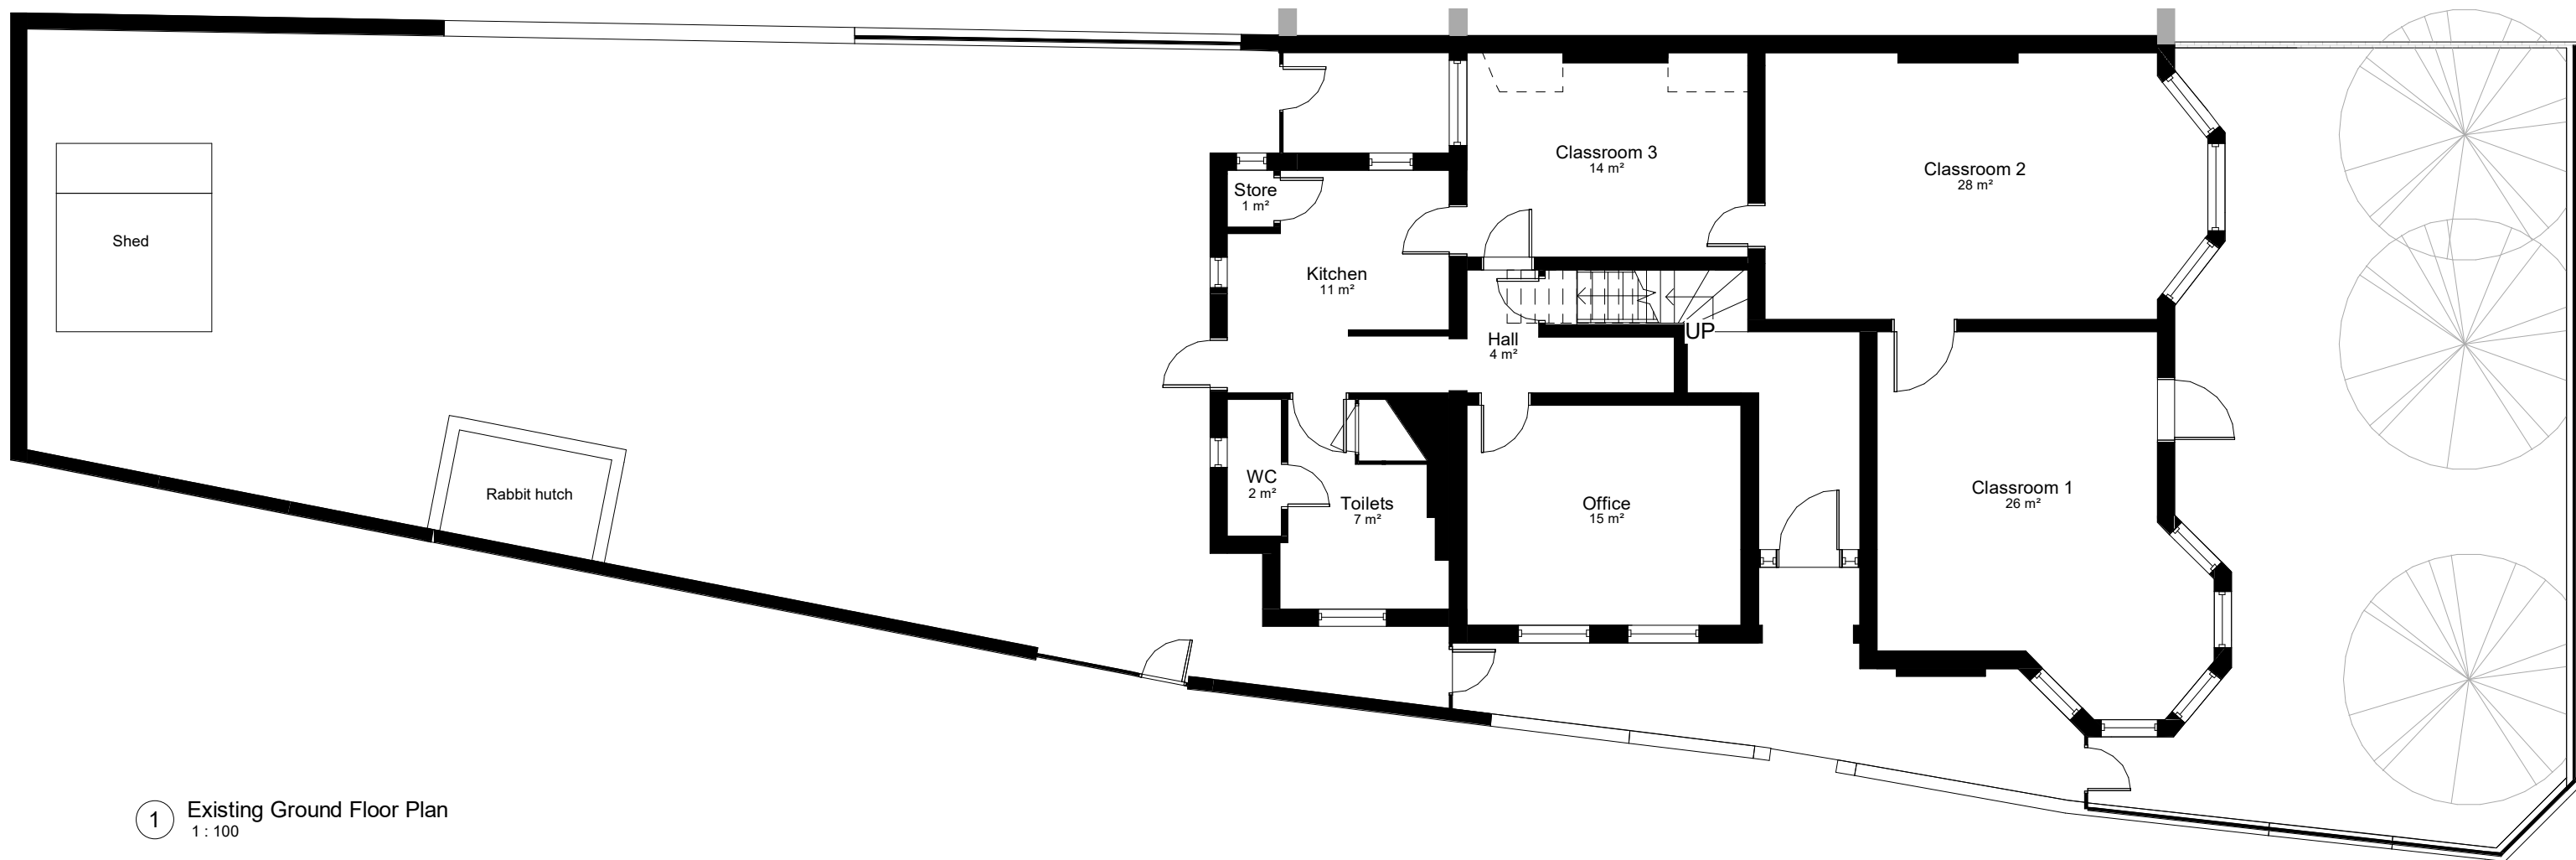 Classroom 3
14 m²
Classroom 2
28 m²
Store
1 m²
Shed
Kitchen
11 m²
UP
Hall
4 m²
WC
2 m²
Rabbit hutch
Toilets
7 m²
Office
15 m²
Classroom 1
26 m²
1
Existing Ground Floor Plan
1 : 100